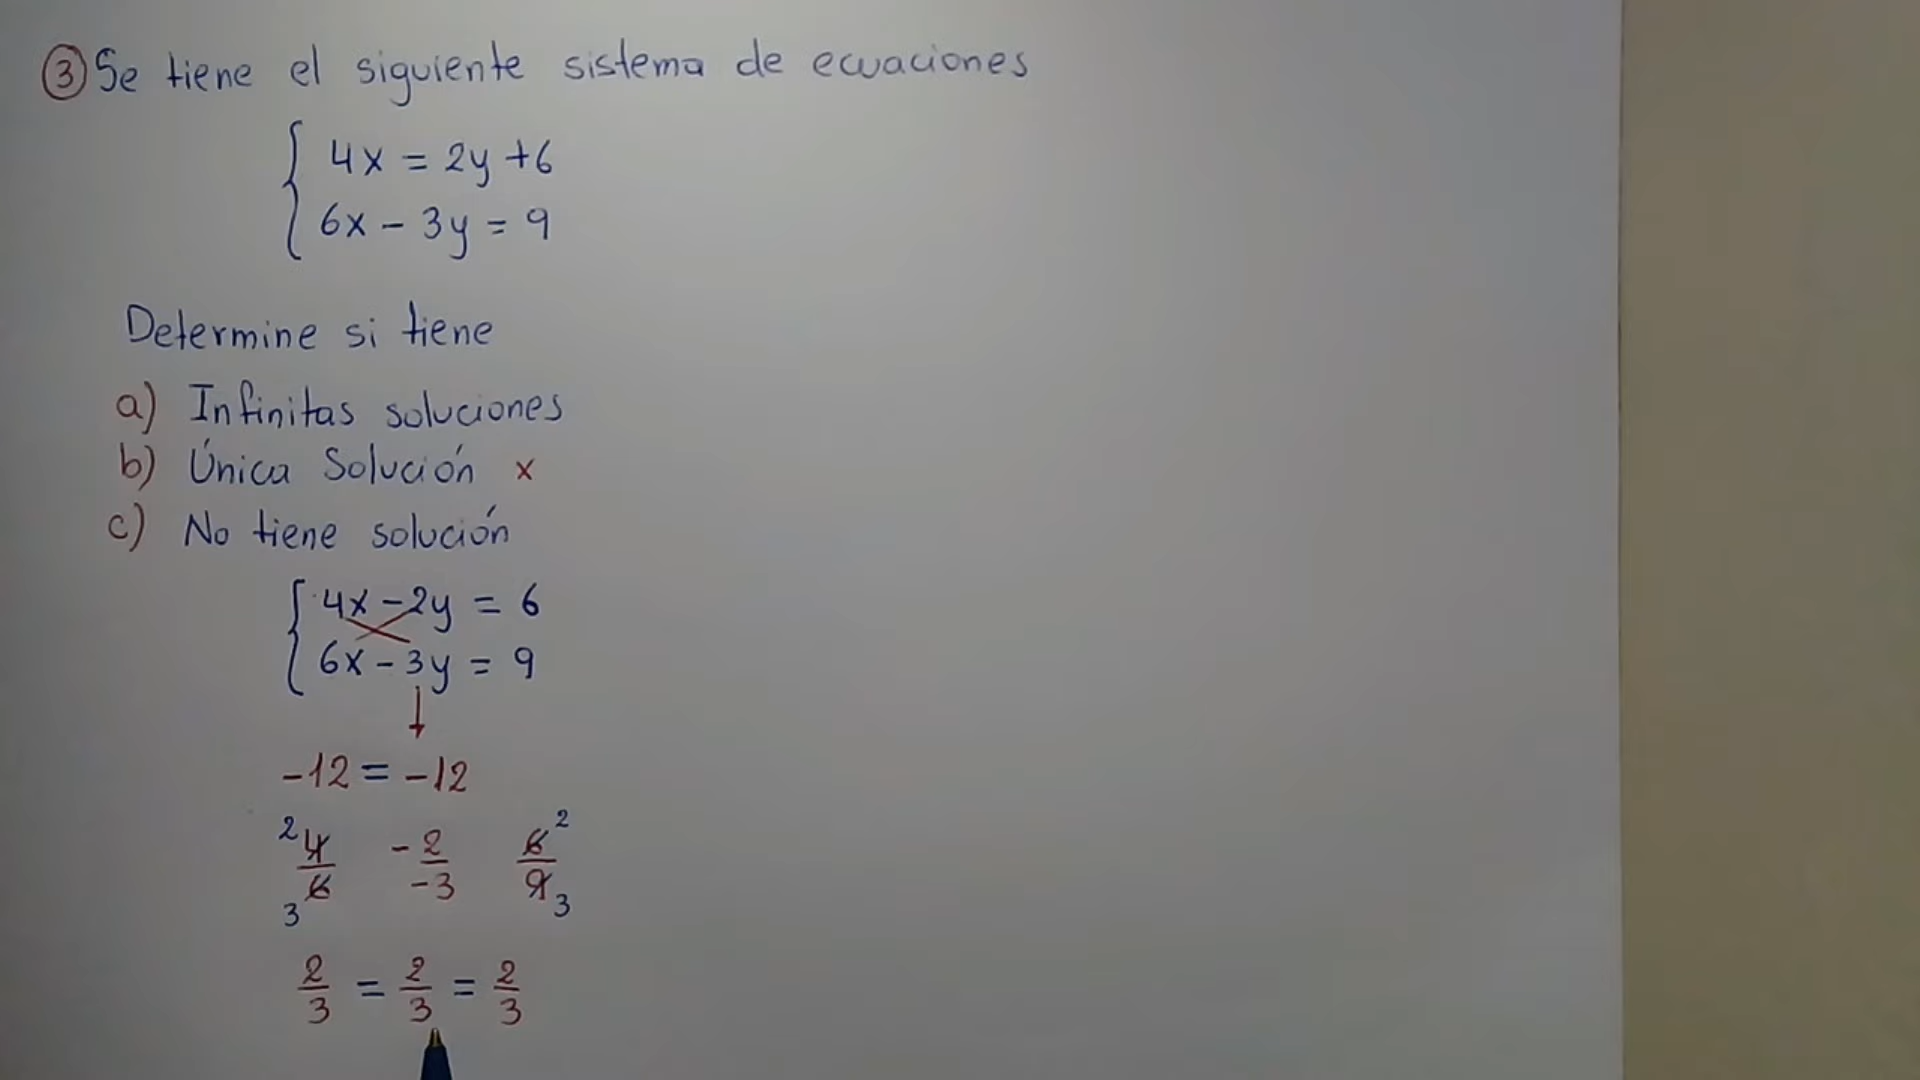 ③ Se tiene el siguiente sistema de ecuaciones
4x = 2y + 6
6x - 3y = 9
Determine si tiene
a) Infinitas soluciones
b) Única Solución x
c) No tiene solución
4x - 2y = 6
6x - 3y = 9
-12 = -12
2 4/6 3 -2/-3 6/9 2 3
2/3 = 2/3 = 2/3